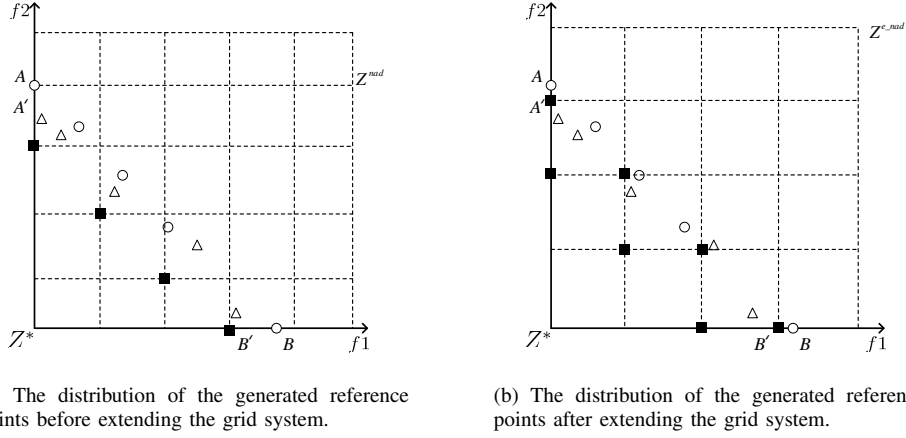 f2
A
A′
Z^nad
Z*
B′
B
f1
f2
A
A′
Z^e_nad
Z*
B′
B
f1
The distribution of the generated reference
ints before extending the grid system.
(b) The distribution of the generated referen
points after extending the grid system.